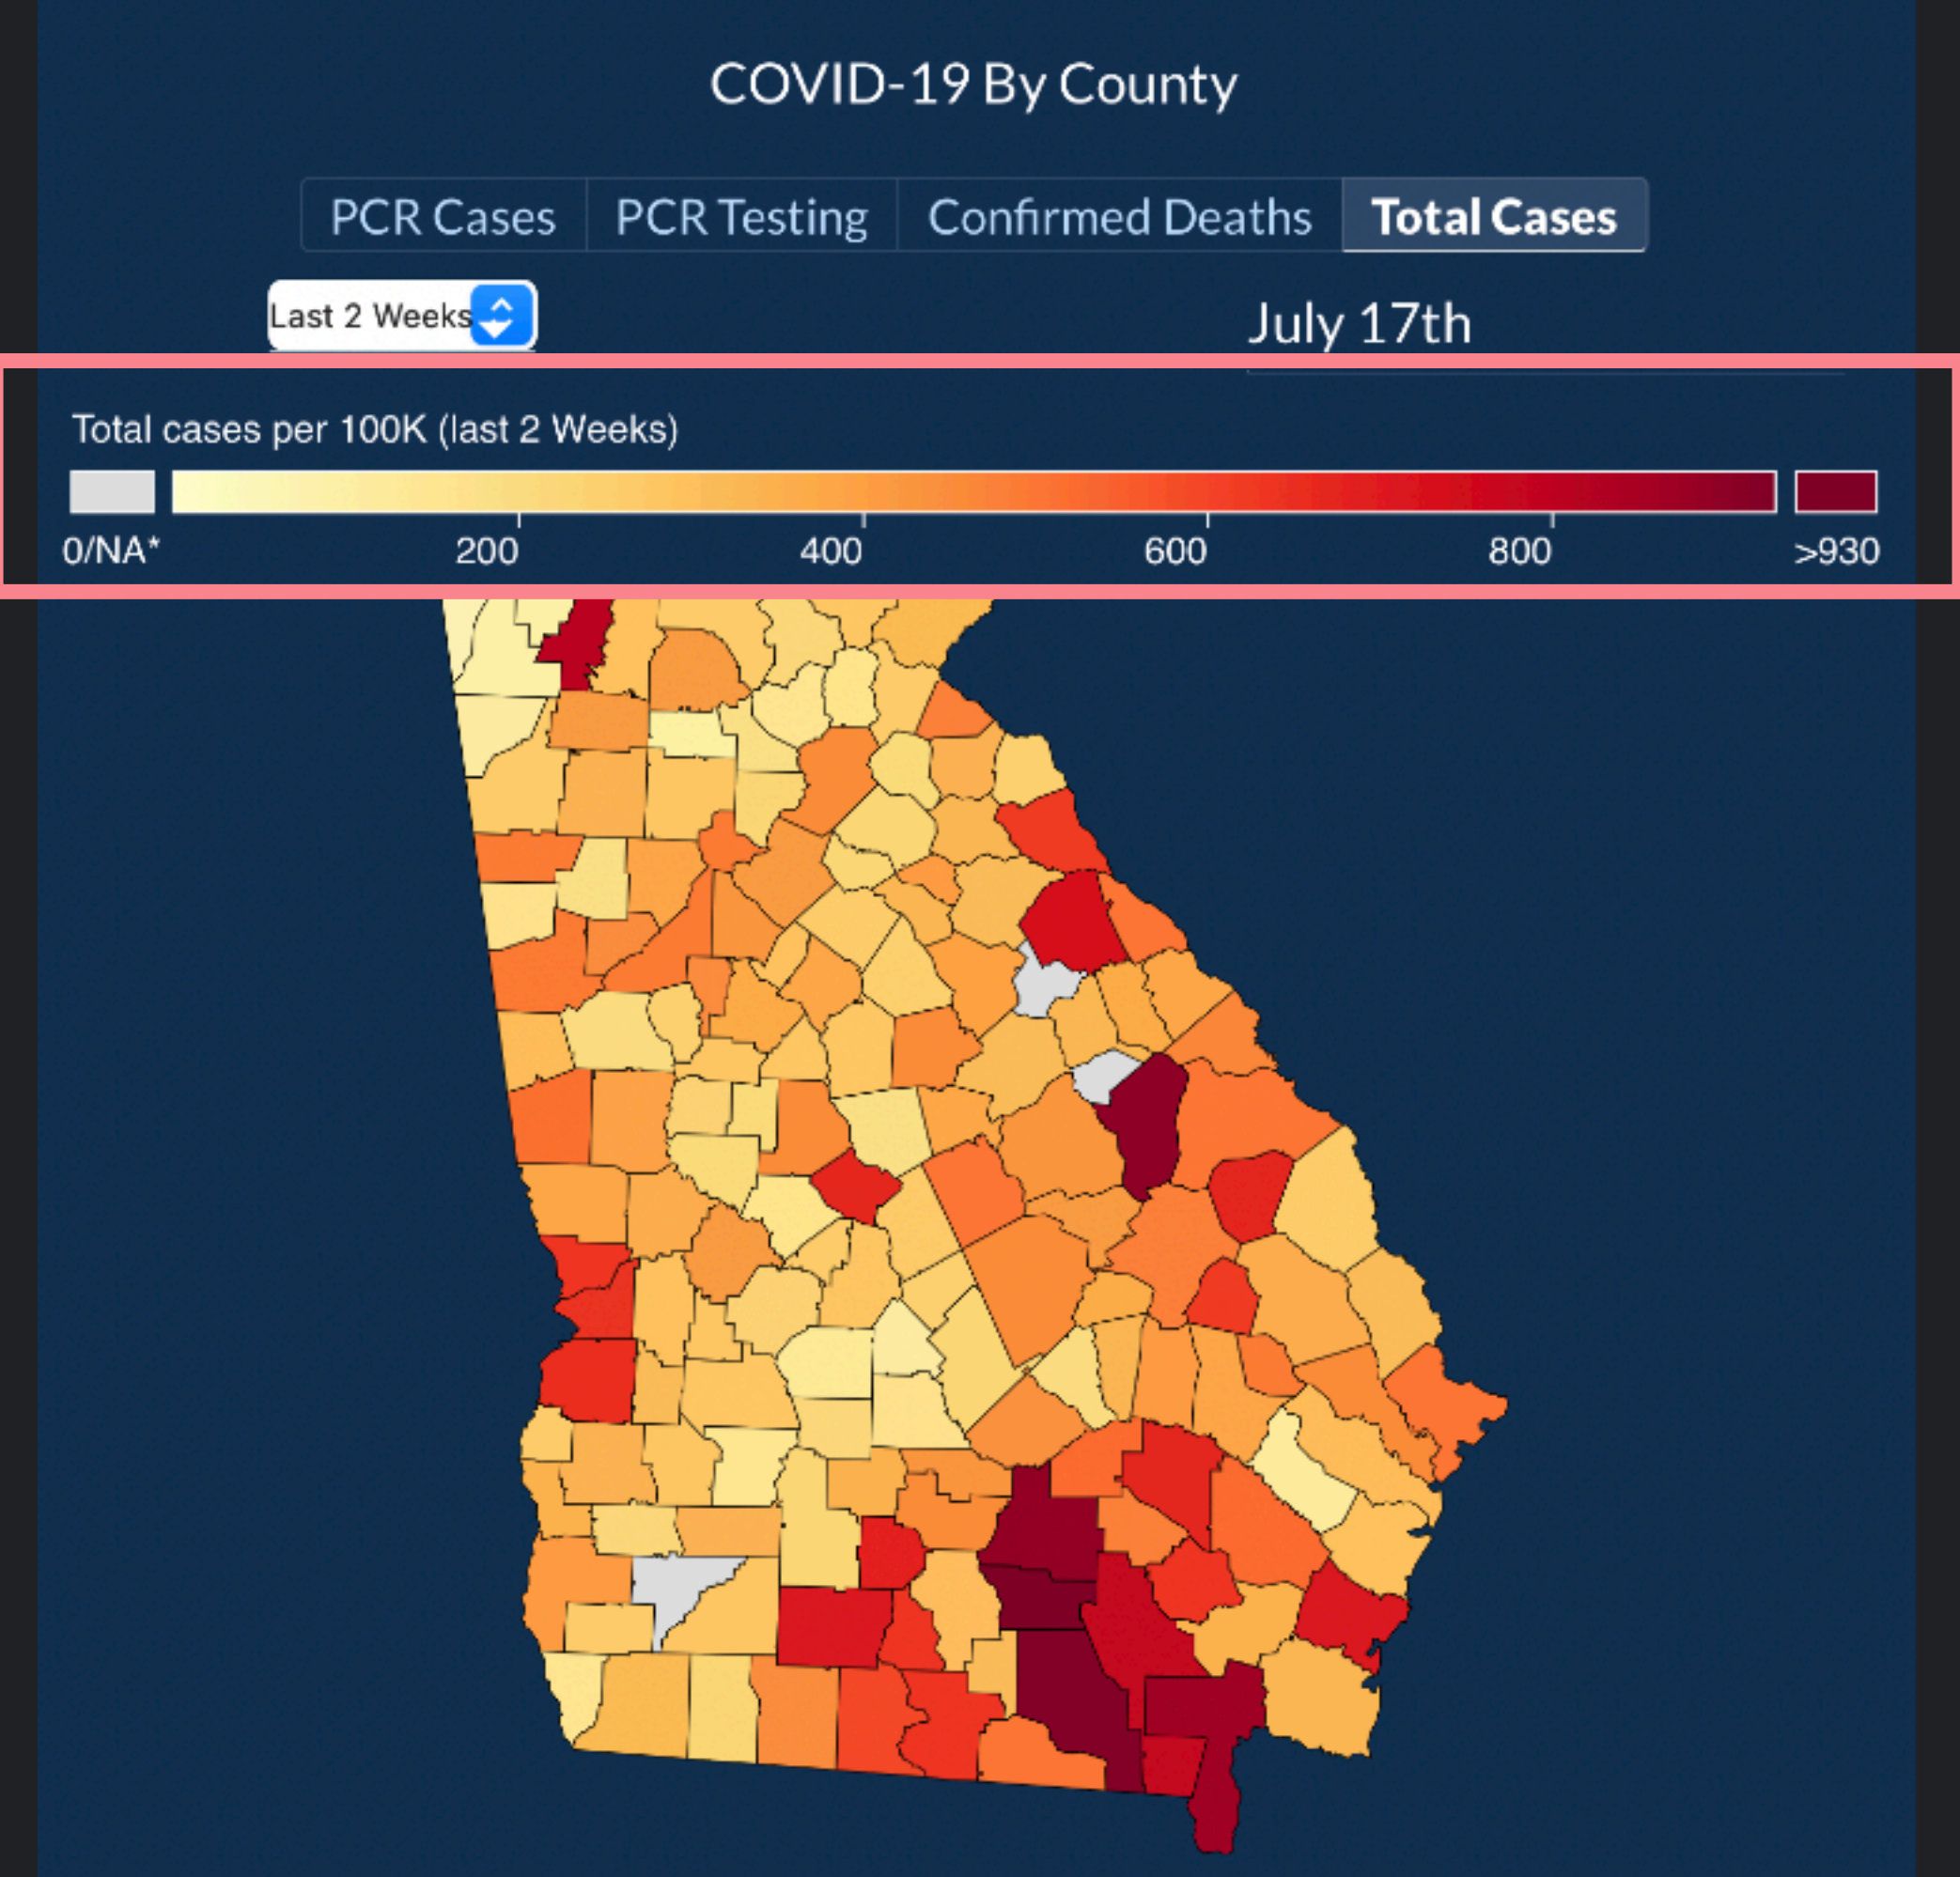 COVID-19 By County
PCR Cases PCR Testing Confirmed Deaths Total Cases
Last 2 Weeks July 17th
Total cases per 100K (last 2 Weeks)
0/NA* 200 400 600 800 >930